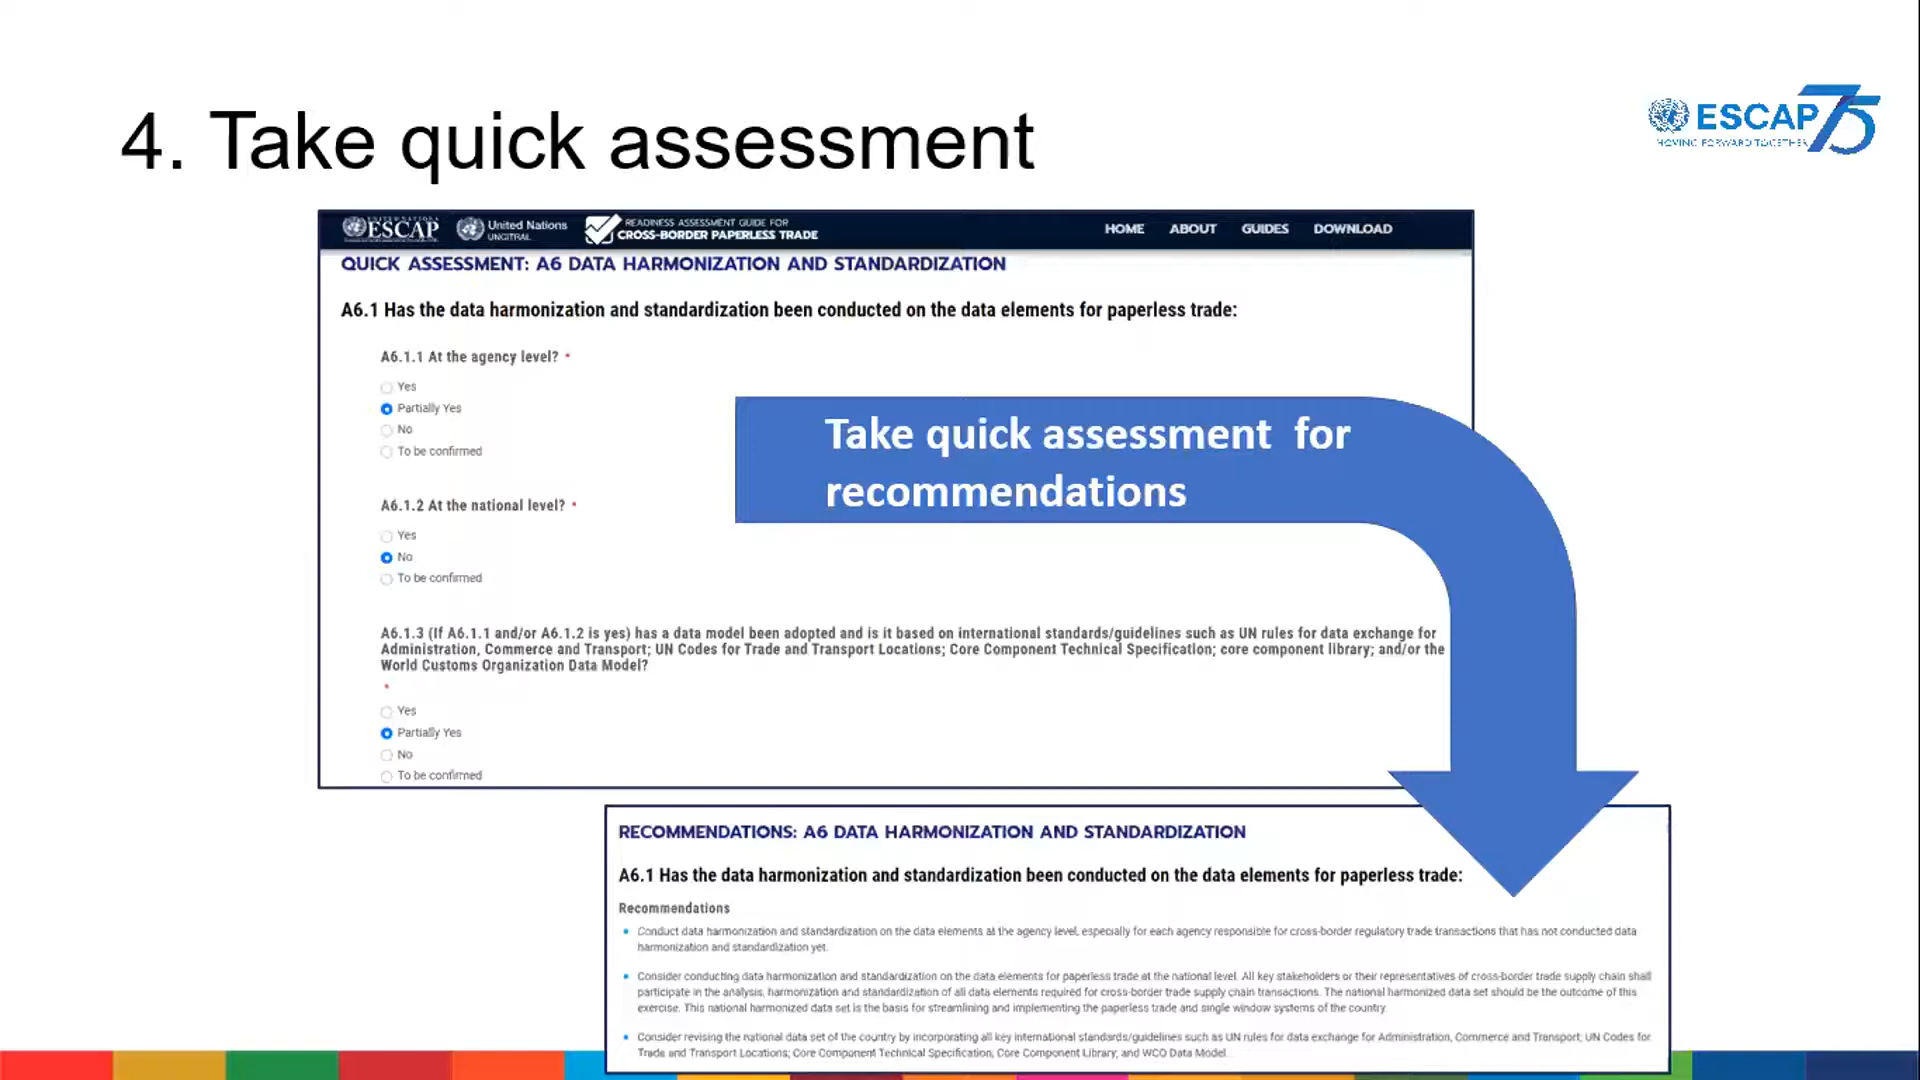 4. Take quick assessment
ESCAP 75
MOVING FORWARD TOGETHER
UNITED NATIONS
ESCAP
United Nations
UNCITRAL
READINESS ASSESSMENT GUIDE FOR
CROSS-BORDER PAPERLESS TRADE
HOME ABOUT GUIDES DOWNLOAD
QUICK ASSESSMENT: A6 DATA HARMONIZATION AND STANDARDIZATION
A6.1 Has the data harmonization and standardization been conducted on the data elements for paperless trade:
A6.1.1 At the agency level? *
Yes
Partially Yes
No
To be confirmed
Take quick assessment for
recommendations
A6.1.2 At the national level? *
Yes
No
To be confirmed
A6.1.3 (If A6.1.1 and/or A6.1.2 is yes) has a data model been adopted and is it based on international standards/guidelines such as UN rules for data exchange for
Administration, Commerce and Transport; UN Codes for Trade and Transport Locations; Core Component Technical Specification; core component library; and/or the
World Customs Organization Data Model?
*
Yes
Partially Yes
No
To be confirmed
RECOMMENDATIONS: A6 DATA HARMONIZATION AND STANDARDIZATION
A6.1 Has the data harmonization and standardization been conducted on the data elements for paperless trade:
Recommendations
Conduct data harmonization and standardization on the data elements at the agency level, especially for each agency responsible for cross-border regulatory trade transactions that has not conducted data
harmonization and standardization yet.
Consider conducting data harmonization and standardization on the data elements for paperless trade at the national level. All key stakeholders or their representatives of cross-border trade supply chain shall
participate in the analysis, harmonization and standardization of all data elements required for cross-border trade supply chain transactions. The national harmonized data set should be the outcome of this
exercise. This national harmonized data set is the basis for streamlining and implementing the paperless trade and single window systems of the country.
Consider revising the national data set of the country by incorporating all key international standards/guidelines such as UN rules for data exchange for Administration, Commerce and Transport; UN Codes for
Trade and Transport Locations; Core Component Technical Specification, Core Component Library, and WCO Data Model.